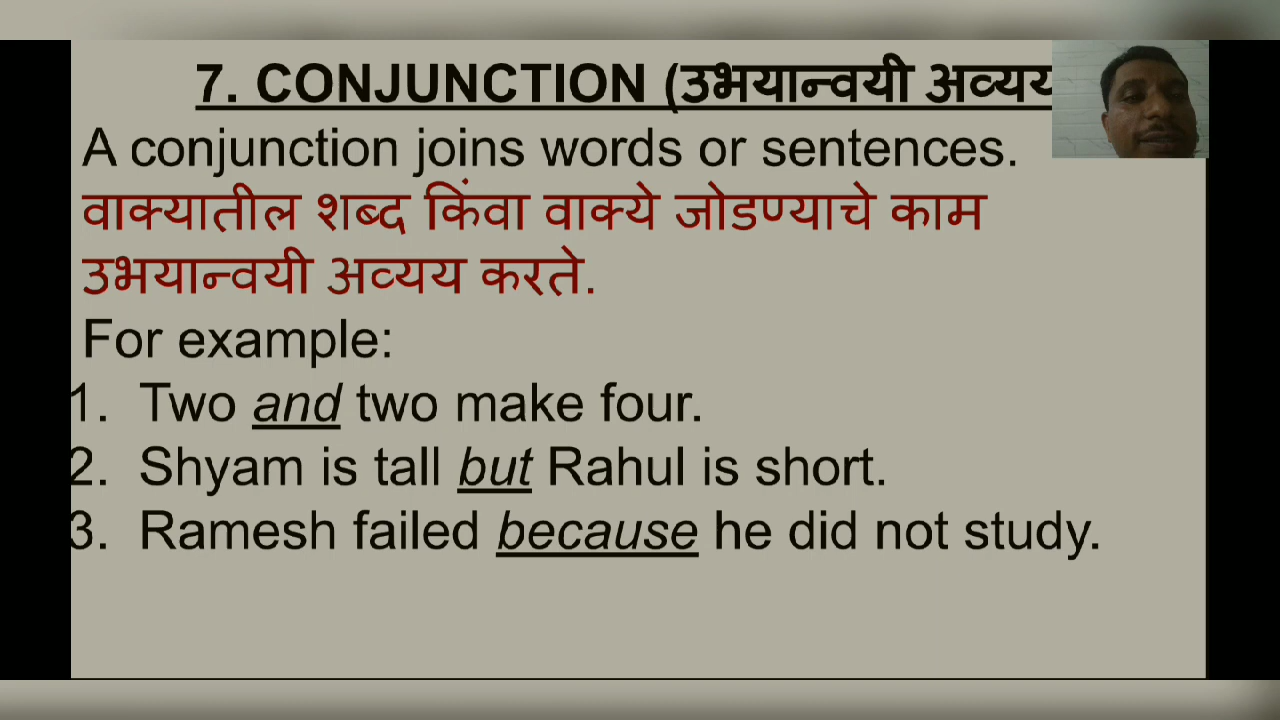 7. CONJUNCTION (उभयान्वयी अव्यय
A conjunction joins words or sentences.
वाक्यातील शब्द किंवा वाक्ये जोडण्याचे काम
उभयान्वयी अव्यय करते.
For example:
1. Two and two make four.
2. Shyam is tall but Rahul is short.
3. Ramesh failed because he did not study.